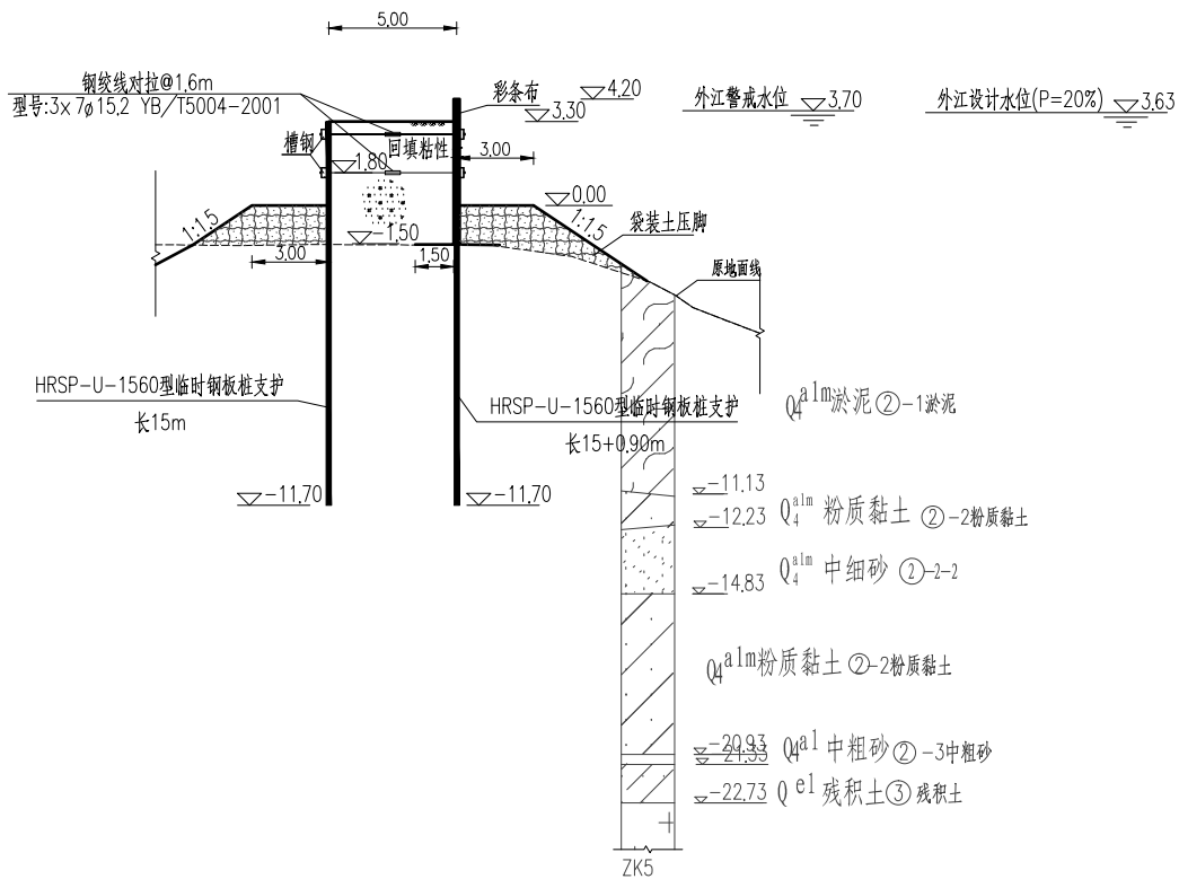 5.00
钢绞线对拉@1.6m
型号:3x 7ø15.2 YB/T5004-2001
彩条布
4.20
3.30
外江警戒水位 3.70
外江设计水位(P=20%) 3.63
槽钢
回填粘性
1.80
3.00
0.00
1:1.5
1:1.5
袋装土压脚
-1.50
3.00
1.50
原地面线
HRSP-U-1560型临时钢板桩支护
长15m
HRSP-U-1560型临时钢板桩支护
长15+0.90m
Q4alm淤泥②-1淤泥
-11.70
-11.70
-11.13
-12.23
Q4alm 粉质黏土 ②-2粉质黏土
Q4alm 中细砂 ②-2-2
-14.83
Q4alm粉质黏土 ②-2粉质黏土
-20.93
-21.33
Q4al 中粗砂②-3中粗砂
-22.73
Qel 残积土③残积土
ZK5